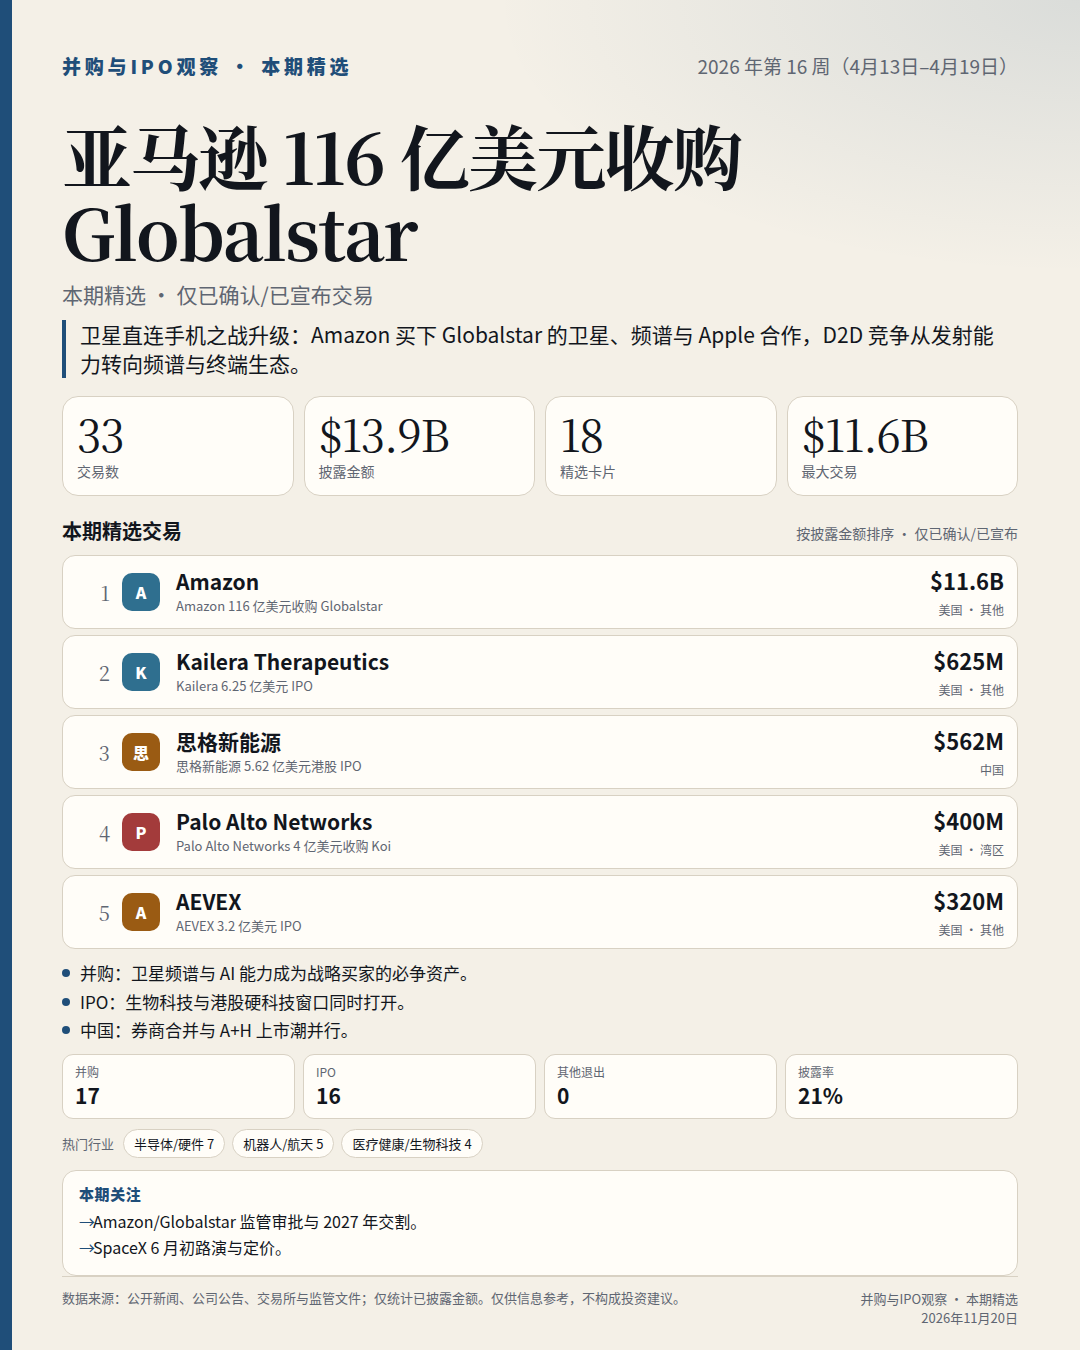 并购与IPO观察 · 本期精选
2026 年第 16 周（4月13日–4月19日）
亚马逊 116 亿美元收购
Globalstar
本期精选 · 仅已确认/已宣布交易
卫星直连手机之战升级：Amazon 买下 Globalstar 的卫星、频谱与 Apple 合作，D2D 竞争从发射能
力转向频谱与终端生态。
33
交易数
$13.9B
披露金额
18
精选卡片
$11.6B
最大交易
本期精选交易
按披露金额排序 · 仅已确认/已宣布
1
A
Amazon
Amazon 116 亿美元收购 Globalstar
$11.6B
美国 · 其他
2
K
Kailera Therapeutics
Kailera 6.25 亿美元 IPO
$625M
美国 · 其他
3
思
思格新能源
思格新能源 5.62 亿美元港股 IPO
$562M
中国
4
P
Palo Alto Networks
Palo Alto Networks 4 亿美元收购 Koi
$400M
美国 · 湾区
5
A
AEVEX
AEVEX 3.2 亿美元 IPO
$320M
美国 · 其他
并购：卫星频谱与 AI 能力成为战略买家的必争资产。
IPO：生物科技与港股硬科技窗口同时打开。
中国：券商合并与 A+H 上市潮并行。
并购
17
IPO
16
其他退出
0
披露率
21%
热门行业
半导体/硬件 7
机器人/航天 5
医疗健康/生物科技 4
本期关注
→Amazon/Globalstar 监管审批与 2027 年交割。
→SpaceX 6 月初路演与定价。
数据来源：公开新闻、公司公告、交易所与监管文件；仅统计已披露金额。仅供信息参考，不构成投资建议。
并购与IPO观察 · 本期精选
2026年11月20日